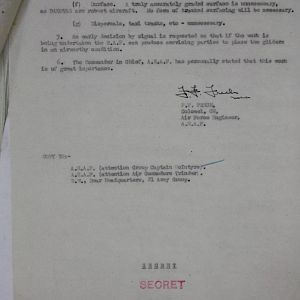 (f) Surface. A truly accurately graded surface is unnecessary,
as DAKOTAS are robust aircraft. No form of tracked surfacing will be necessary.
(g) Dispersals, taxi tracks, etc - unnecessary.
5. An early decision by signal is requested so that if the work is
being undertaken the R.A.F. can produce servicing parties to place the gliders
in an airworthy condition.
6. The Commander in Chief, A.E.A.F. has personally stated that this work is
of great importance.
Colonel, GS,
Air Force Engineer,
A.E.A.F.
COPY TO:-
A.E.A.F. (Attention Group Captain McIntyre)
A.E.A.F. (Attention Air Commodore Trinder)
C.E., Rear Headquarters, 21 Army Group.
SECRET
SECRET